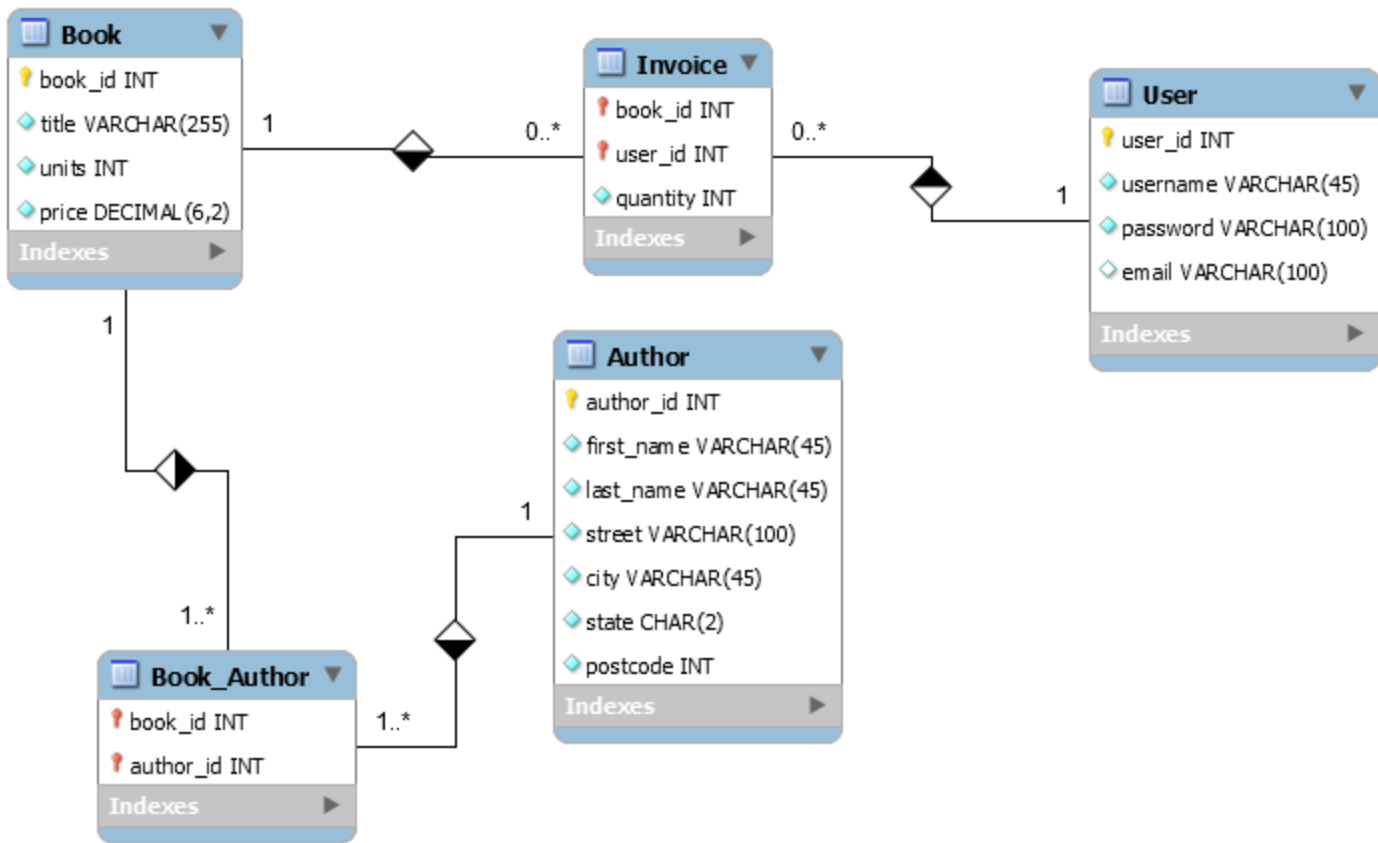 Book
book_id INT
title VARCHAR(255)
units INT
price DECIMAL(6,2)
Indexes
1
0..*
Invoice
book_id INT
user_id INT
quantity INT
Indexes
0..*
1
User
user_id INT
username VARCHAR(45)
password VARCHAR(100)
email VARCHAR(100)
Indexes
1
1..*
Author
author_id INT
first_name VARCHAR(45)
last_name VARCHAR(45)
street VARCHAR(100)
city VARCHAR(45)
state CHAR(2)
postcode INT
Indexes
1
1..*
Book_Author
book_id INT
author_id INT
Indexes